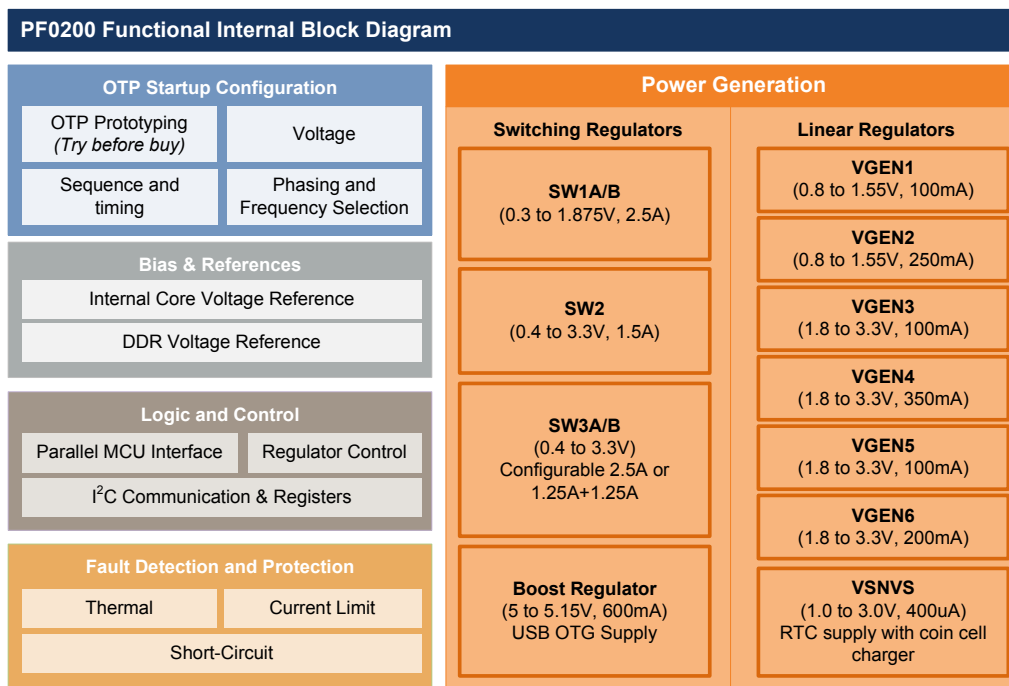 PF0200 Functional Internal Block Diagram
OTP Startup Configuration
OTP Prototyping
(Try before buy)
Voltage
Sequence and
timing
Phasing and
Frequency Selection
Bias & References
Internal Core Voltage Reference
DDR Voltage Reference
Logic and Control
Parallel MCU Interface
Regulator Control
I²C Communication & Registers
Fault Detection and Protection
Thermal
Current Limit
Short-Circuit
Power Generation
Switching Regulators
SW1A/B
(0.3 to 1.875V, 2.5A)
SW2
(0.4 to 3.3V, 1.5A)
SW3A/B
(0.4 to 3.3V)
Configurable 2.5A or
1.25A+1.25A
Boost Regulator
(5 to 5.15V, 600mA)
USB OTG Supply
Linear Regulators
VGEN1
(0.8 to 1.55V, 100mA)
VGEN2
(0.8 to 1.55V, 250mA)
VGEN3
(1.8 to 3.3V, 100mA)
VGEN4
(1.8 to 3.3V, 350mA)
VGEN5
(1.8 to 3.3V, 100mA)
VGEN6
(1.8 to 3.3V, 200mA)
VSNVS
(1.0 to 3.0V, 400uA)
RTC supply with coin cell
charger